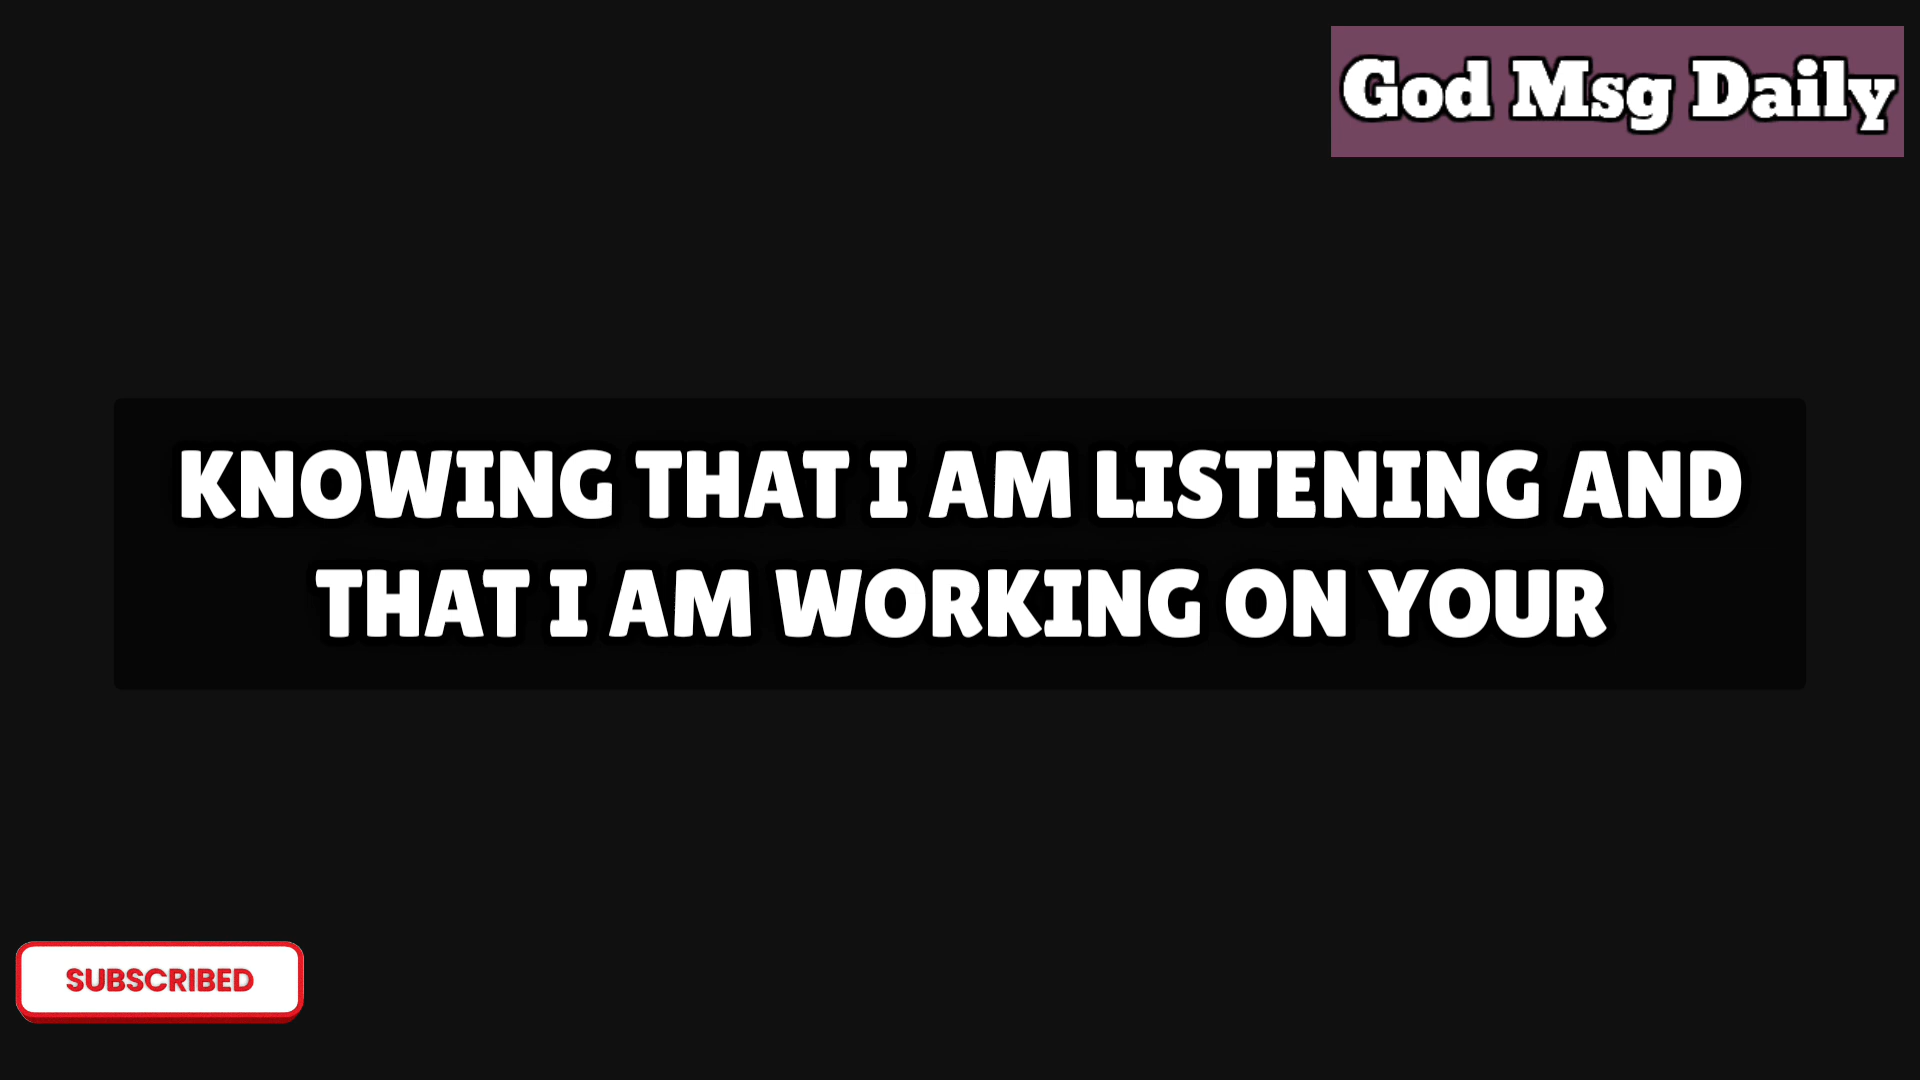 God Msg Daily
KNOWING THAT I AM LISTENING AND
THAT I AM WORKING ON YOUR
SUBSCRIBED